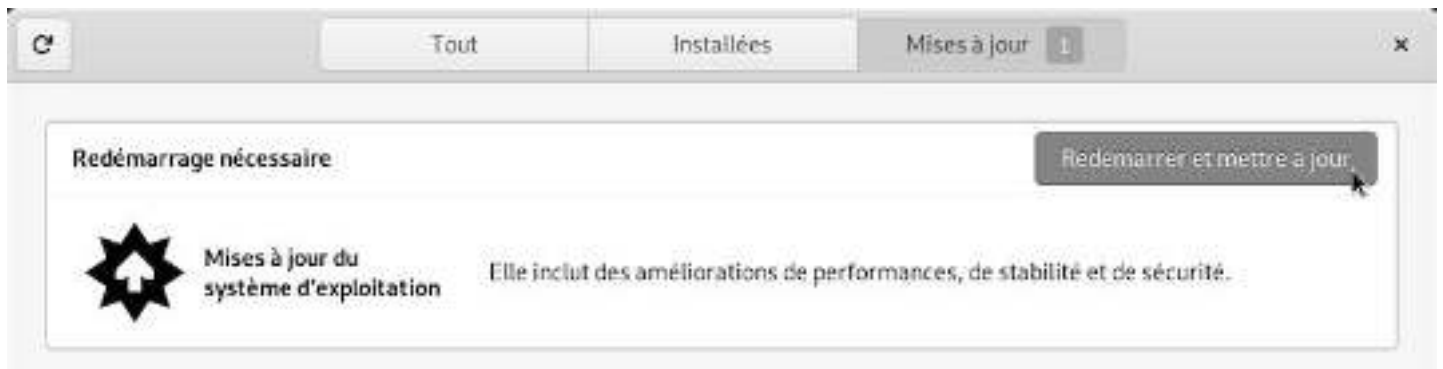 Tout
Installées
Mises à jour 1
Redémarrage nécessaire
Redémarrer et mettre à jour
Mises à jour du
système d'exploitation
Elle inclut des améliorations de performances, de stabilité et de sécurité.